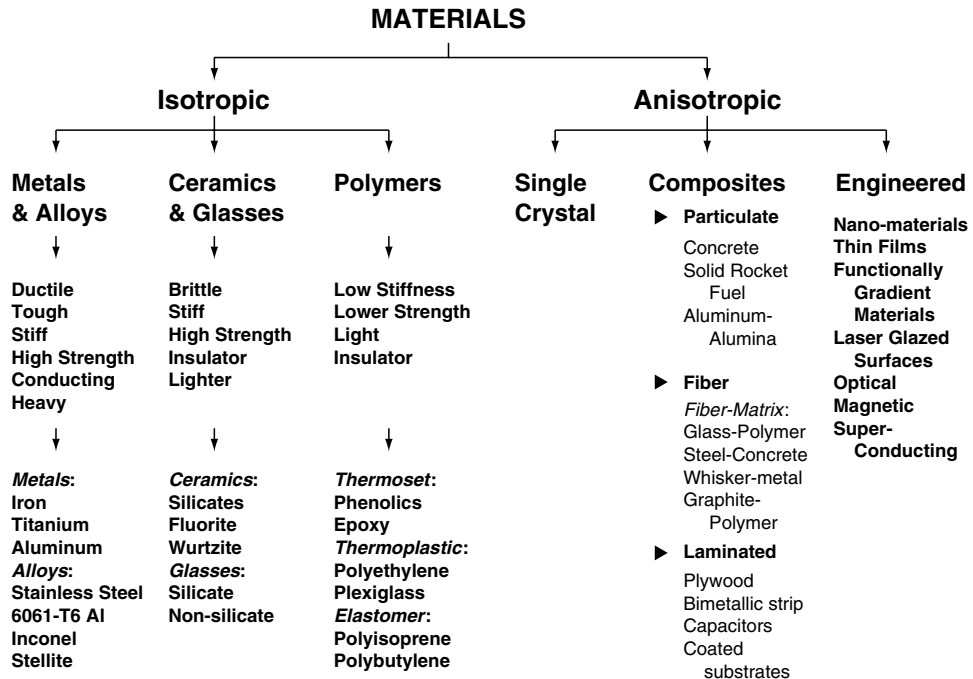 MATERIALS
Isotropic
Anisotropic
Metals
& Alloys
Ductile
Tough
Stiff
High Strength
Conducting
Heavy
Metals:
Iron
Titanium
Aluminum
Alloys:
Stainless Steel
6061-T6 Al
Inconel
Stellite
Ceramics
& Glasses
Brittle
Stiff
High Strength
Insulator
Lighter
Ceramics:
Silicates
Fluorite
Wurtzite
Glasses:
Silicate
Non-silicate
Polymers
Low Stiffness
Lower Strength
Light
Insulator
Thermoset:
Phenolics
Epoxy
Thermoplastic:
Polyethylene
Plexiglass
Elastomer:
Polyisoprene
Polybutylene
Single
Crystal
Composites
Particulate
Concrete
Solid Rocket
Fuel
Aluminum-
Alumina
Fiber
Fiber-Matrix:
Glass-Polymer
Steel-Concrete
Whisker-metal
Graphite-
Polymer
Laminated
Plywood
Bimetallic strip
Capacitors
Coated
substrates
Engineered
Nano-materials
Thin Films
Functionally
Gradient
Materials
Laser Glazed
Surfaces
Optical
Magnetic
Super-
Conducting